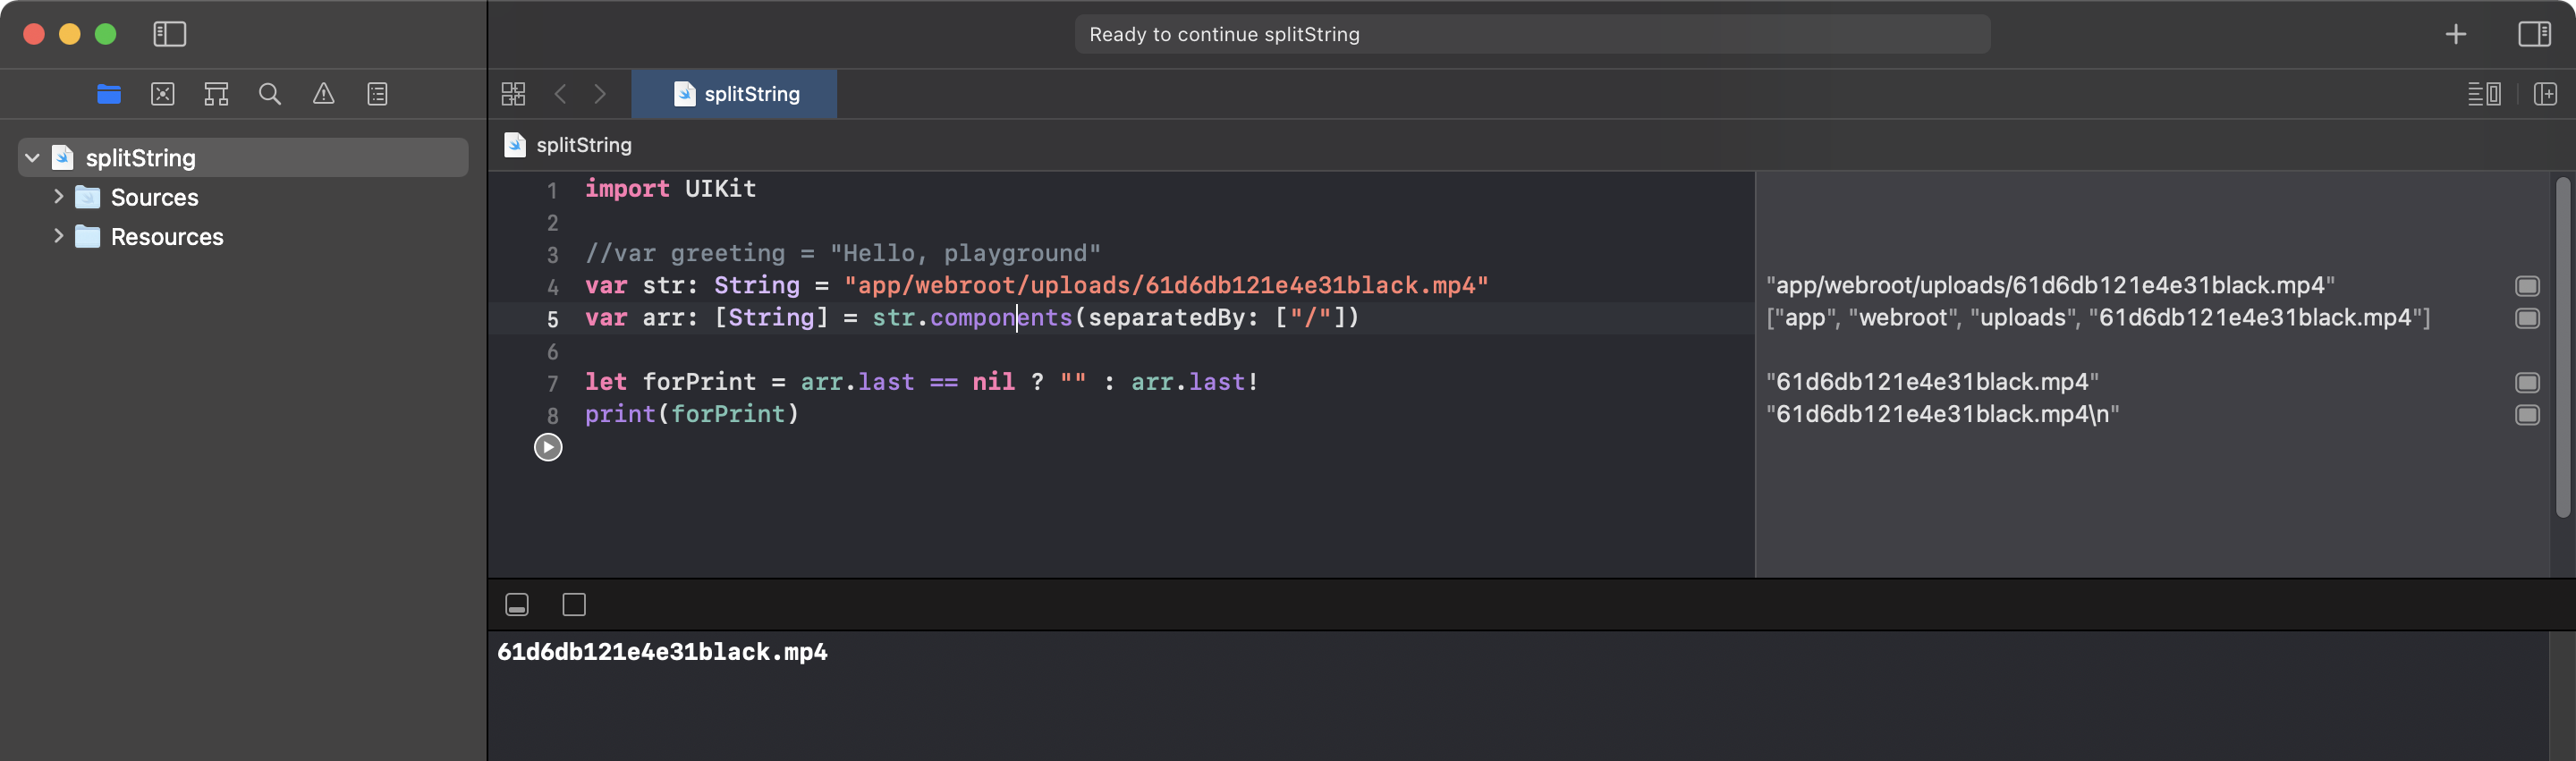 Ready to continue splitString
splitString
splitString
Sources
Resources
splitString
1 import UIKit
2
3 //var greeting = "Hello, playground"
4 var str: String = "app/webroot/uploads/61d6db121e4e31black.mp4"
"app/webroot/uploads/61d6db121e4e31black.mp4"
5 var arr: [String] = str.components(separatedBy: ["/"])
["app", "webroot", "uploads", "61d6db121e4e31black.mp4"]
6
7 let forPrint = arr.last == nil ? "" : arr.last!
"61d6db121e4e31black.mp4"
8 print(forPrint)
"61d6db121e4e31black.mp4\n"
61d6db121e4e31black.mp4